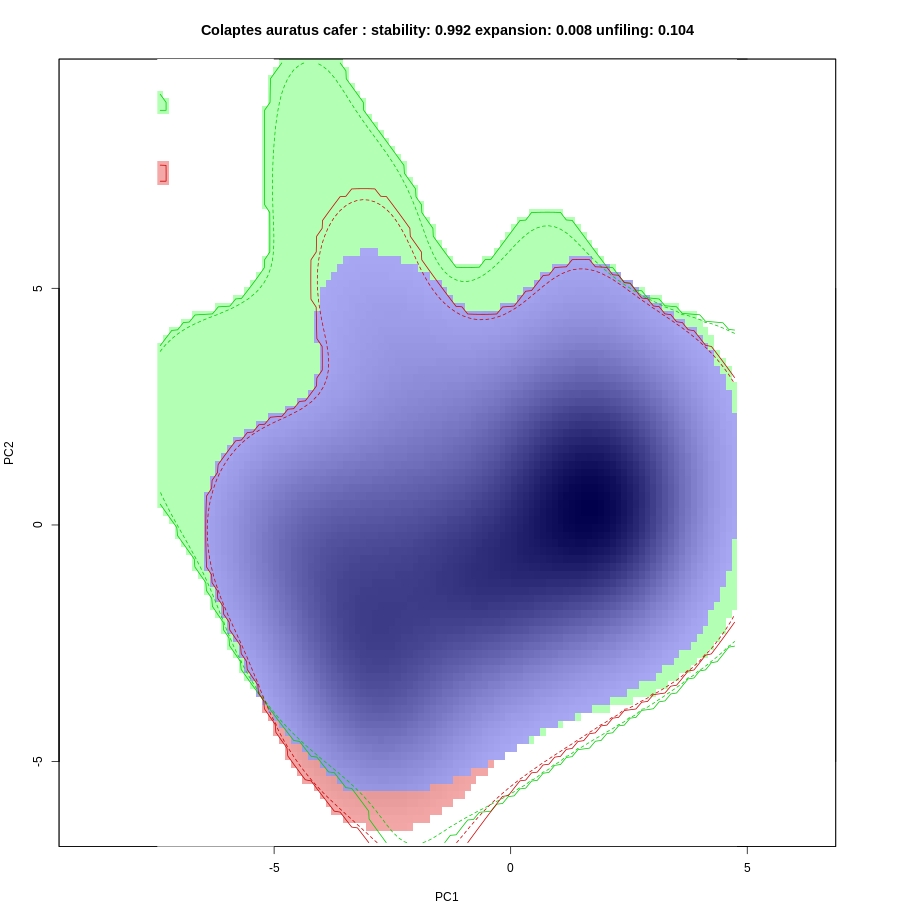 Colaptes auratus cafer : stability: 0.992 expansion: 0.008 unfiling: 0.104
5
PC2
0
-5
-5 0 5
PC1